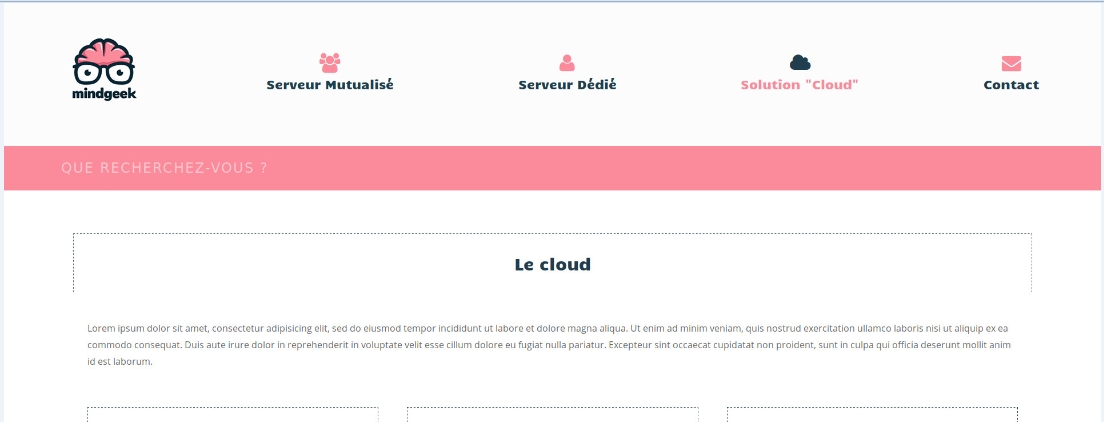 mindgeek
Serveur Mutualisé
Serveur Dédié
Solution "Cloud"
Contact
QUE RECHERCHEZ-VOUS ?
Le cloud
Lorem ipsum dolor sit amet, consectetur adipisicing elit, sed do eiusmod tempor incididunt ut labore et dolore magna aliqua. Ut enim ad minim veniam, quis nostrud exercitation ullamco laboris nisi ut aliquip ex ea
commodo consequat. Duis aute irure dolor in reprehenderit in voluptate velit esse cillum dolore eu fugiat nulla pariatur. Excepteur sint occaecat cupidatat non proident, sunt in culpa qui officia deserunt mollit anim
id est laborum.